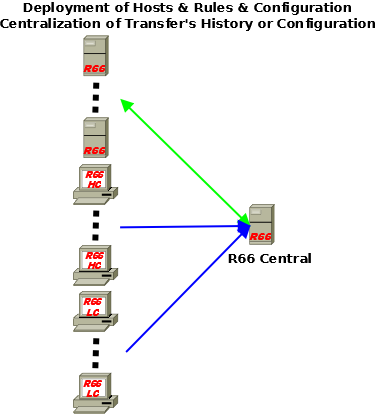 Deployment of Hosts & Rules & Configuration
Centralization of Transfer's History or Configuration
R66
R66
R66
HC
R66
HC
R66
LC
R66
LC
R66
R66 Central